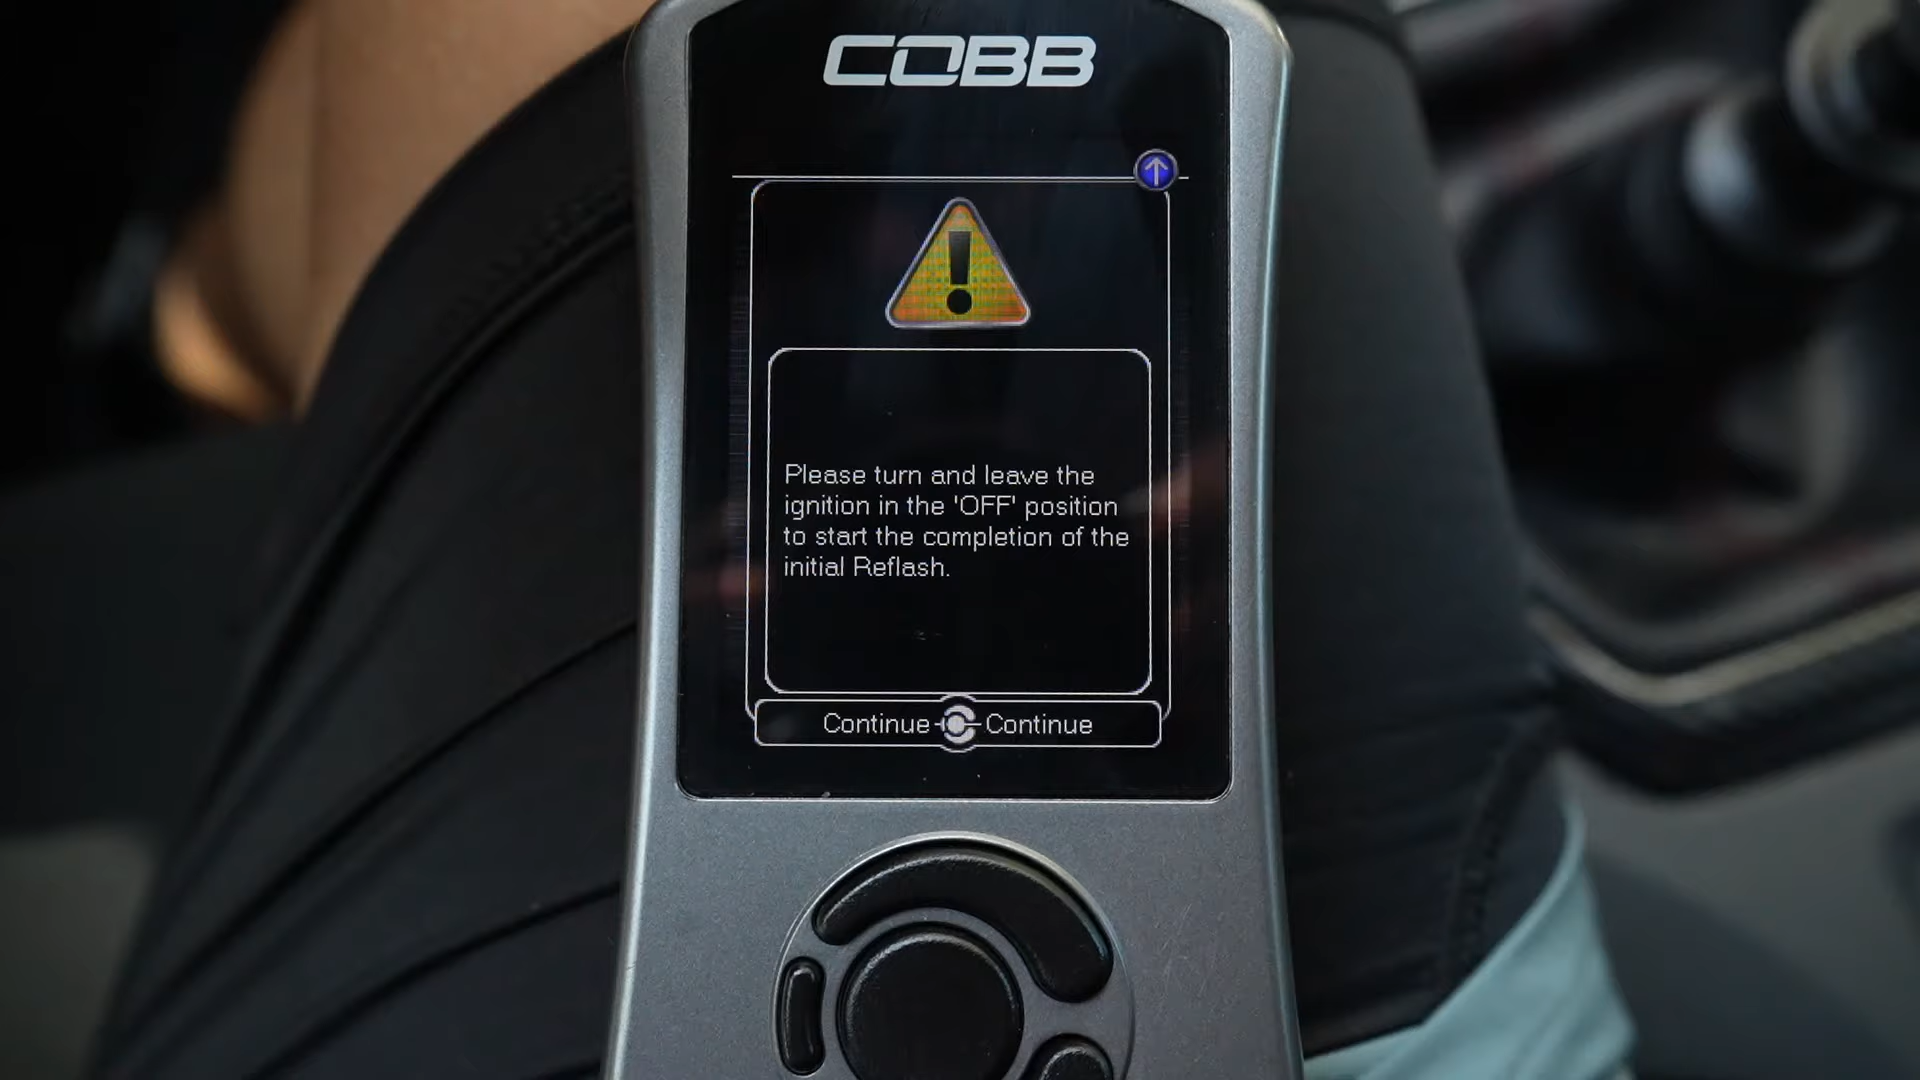 COBB
Please turn and leave the
ignition in the 'OFF' position
to start the completion of the
initial Reflash.
Continue Continue